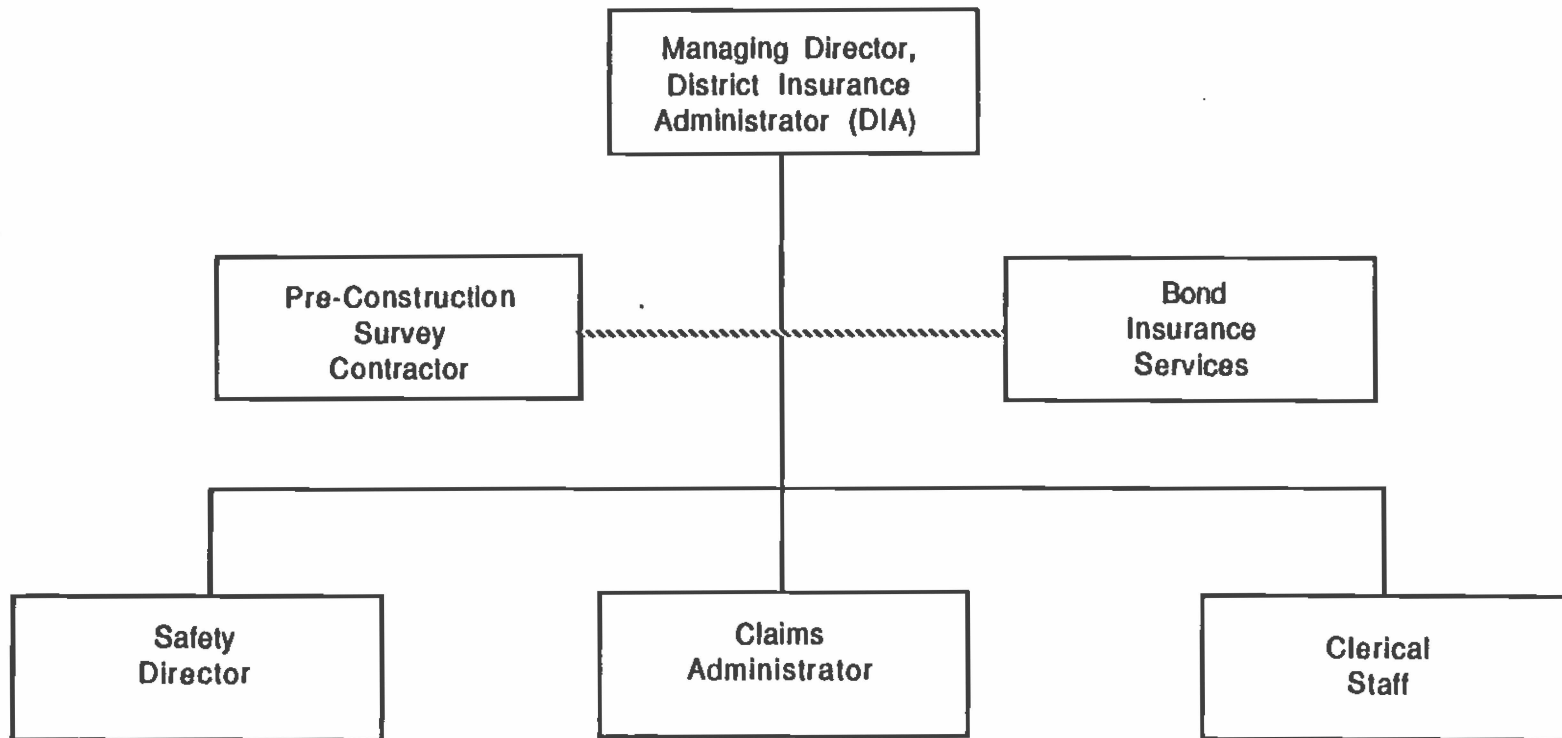 Managing Director,
District Insurance
Administrator (DIA)
Pre-Construction
Survey
Contractor
Bond
Insurance
Services
Safety
Director
Claims
Administrator
Clerical
Staff